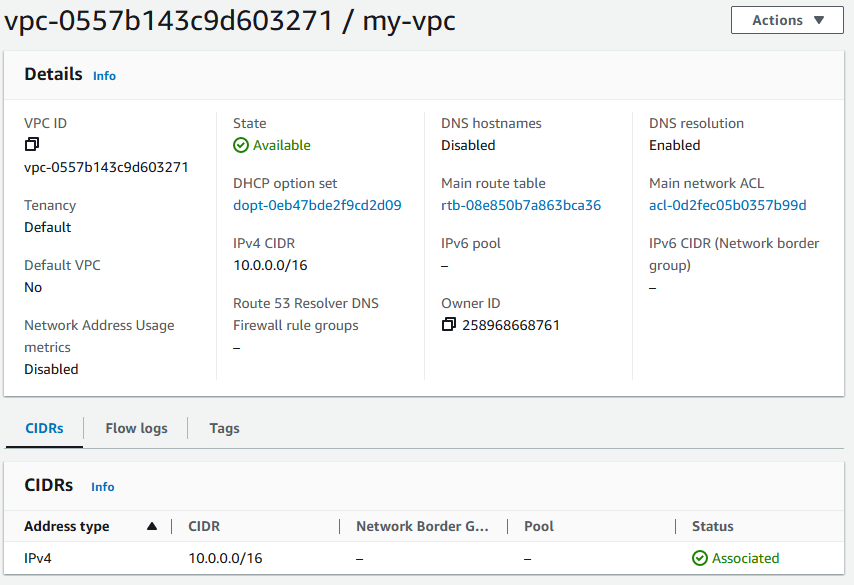 vpc-0557b143c9d603271 / my-vpc
Actions
Details Info
VPC ID
vpc-0557b143c9d603271
Tenancy
Default
Default VPC
No
Network Address Usage
metrics
Disabled
State
Available
DHCP option set
dopt-0eb47bde2f9cd2d09
IPv4 CIDR
10.0.0.0/16
Route 53 Resolver DNS
Firewall rule groups
–
DNS hostnames
Disabled
Main route table
rtb-08e850b7a863bca36
IPv6 pool
–
Owner ID
258968668761
DNS resolution
Enabled
Main network ACL
acl-0d2fec05b0357b99d
IPv6 CIDR (Network border
group)
–
CIDRs Flow logs Tags
CIDRs Info
Address type CIDR Network Border G... Pool Status
IPv4 10.0.0.0/16 – – Associated